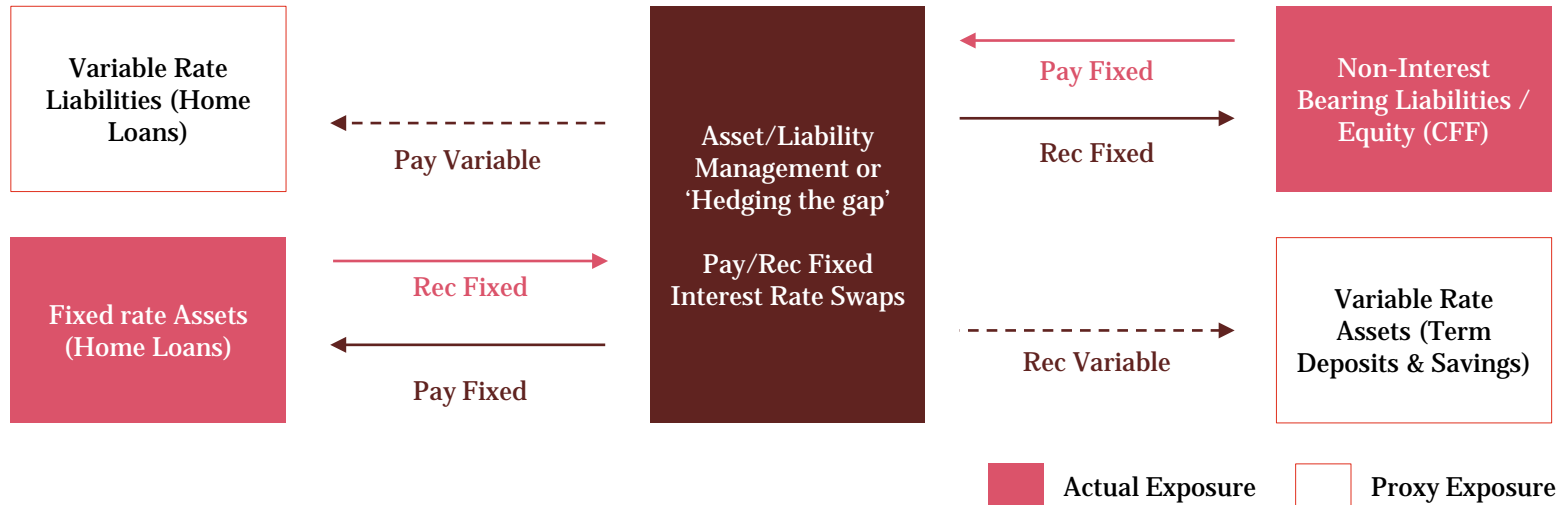 Variable Rate
Liabilities (Home
Loans)
Pay Variable
Fixed rate Assets
(Home Loans)
Rec Fixed
Pay Fixed
Asset/Liability
Management or
‘Hedging the gap’
Pay/Rec Fixed
Interest Rate Swaps
Pay Fixed
Rec Fixed
Non-Interest
Bearing Liabilities /
Equity (CFF)
Rec Variable
Variable Rate
Assets (Term
Deposits & Savings)
Actual Exposure
Proxy Exposure